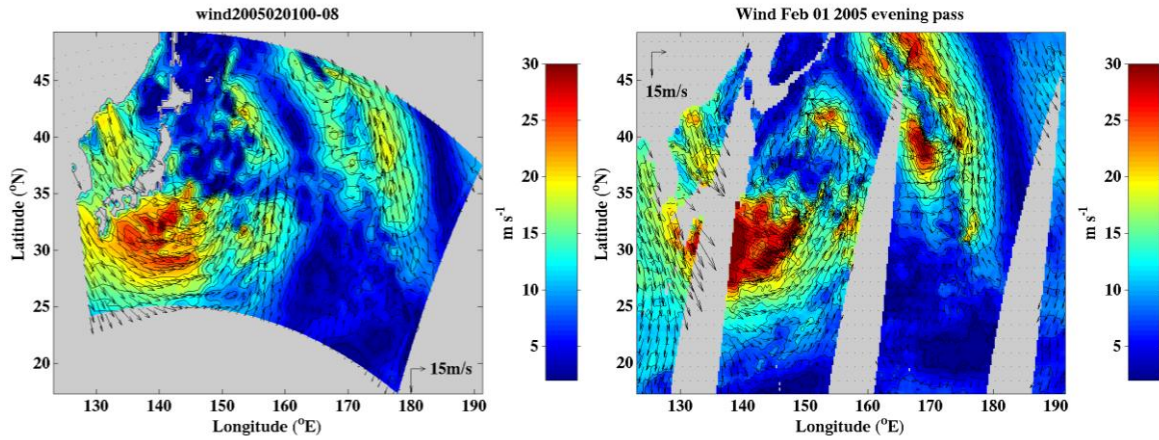 wind2005020100-08
Latitude (°N)
45
40
35
30
25
20
130 140 150 160 170 180 190
Longitude (°E)
15m/s
30
25
20
15
10
5
m s-1
Wind Feb 01 2005 evening pass
Latitude (°N)
45
40
35
30
25
20
130 140 150 160 170 180 190
Longitude (°E)
15m/s
30
25
20
15
10
5
m s-1